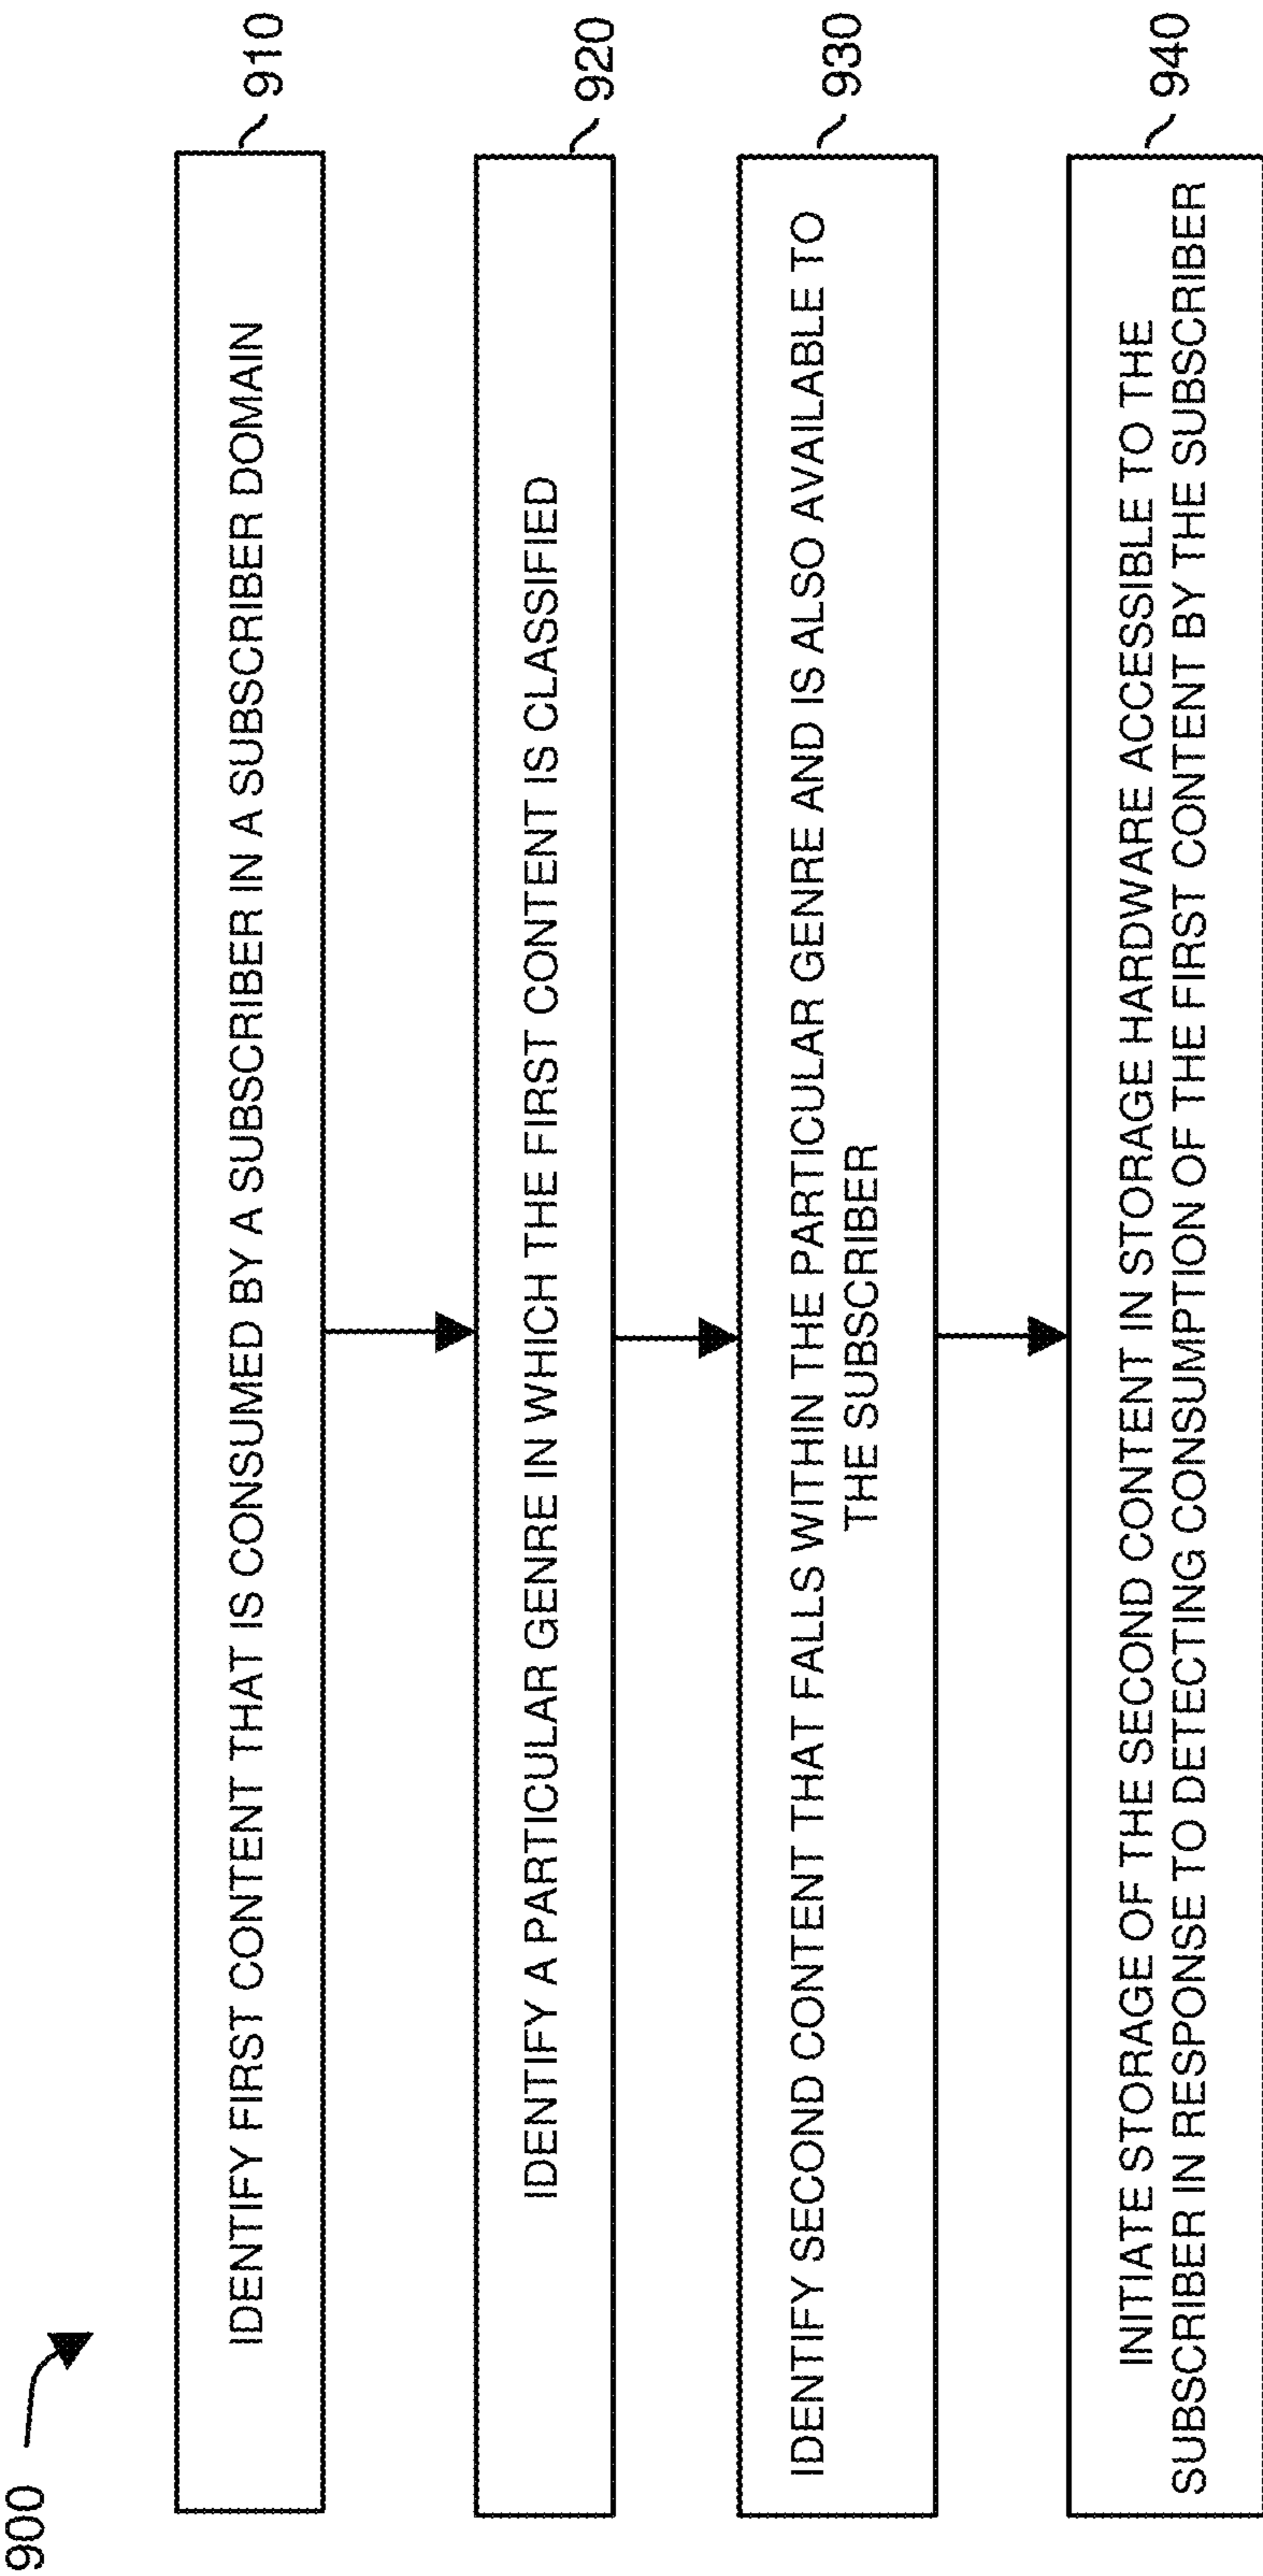 900
IDENTIFY FIRST CONTENT THAT IS CONSUMED BY A SUBSCRIBER IN A SUBSCRIBER DOMAIN
910
IDENTIFY A PARTICULAR GENRE IN WHICH THE FIRST CONTENT IS CLASSIFIED
920
IDENTIFY SECOND CONTENT THAT FALLS WITHIN THE PARTICULAR GENRE AND IS ALSO AVAILABLE TO
THE SUBSCRIBER
930
INITIATE STORAGE OF THE SECOND CONTENT IN STORAGE HARDWARE ACCESSIBLE TO THE
SUBSCRIBER IN RESPONSE TO DETECTING CONSUMPTION OF THE FIRST CONTENT BY THE SUBSCRIBER
940